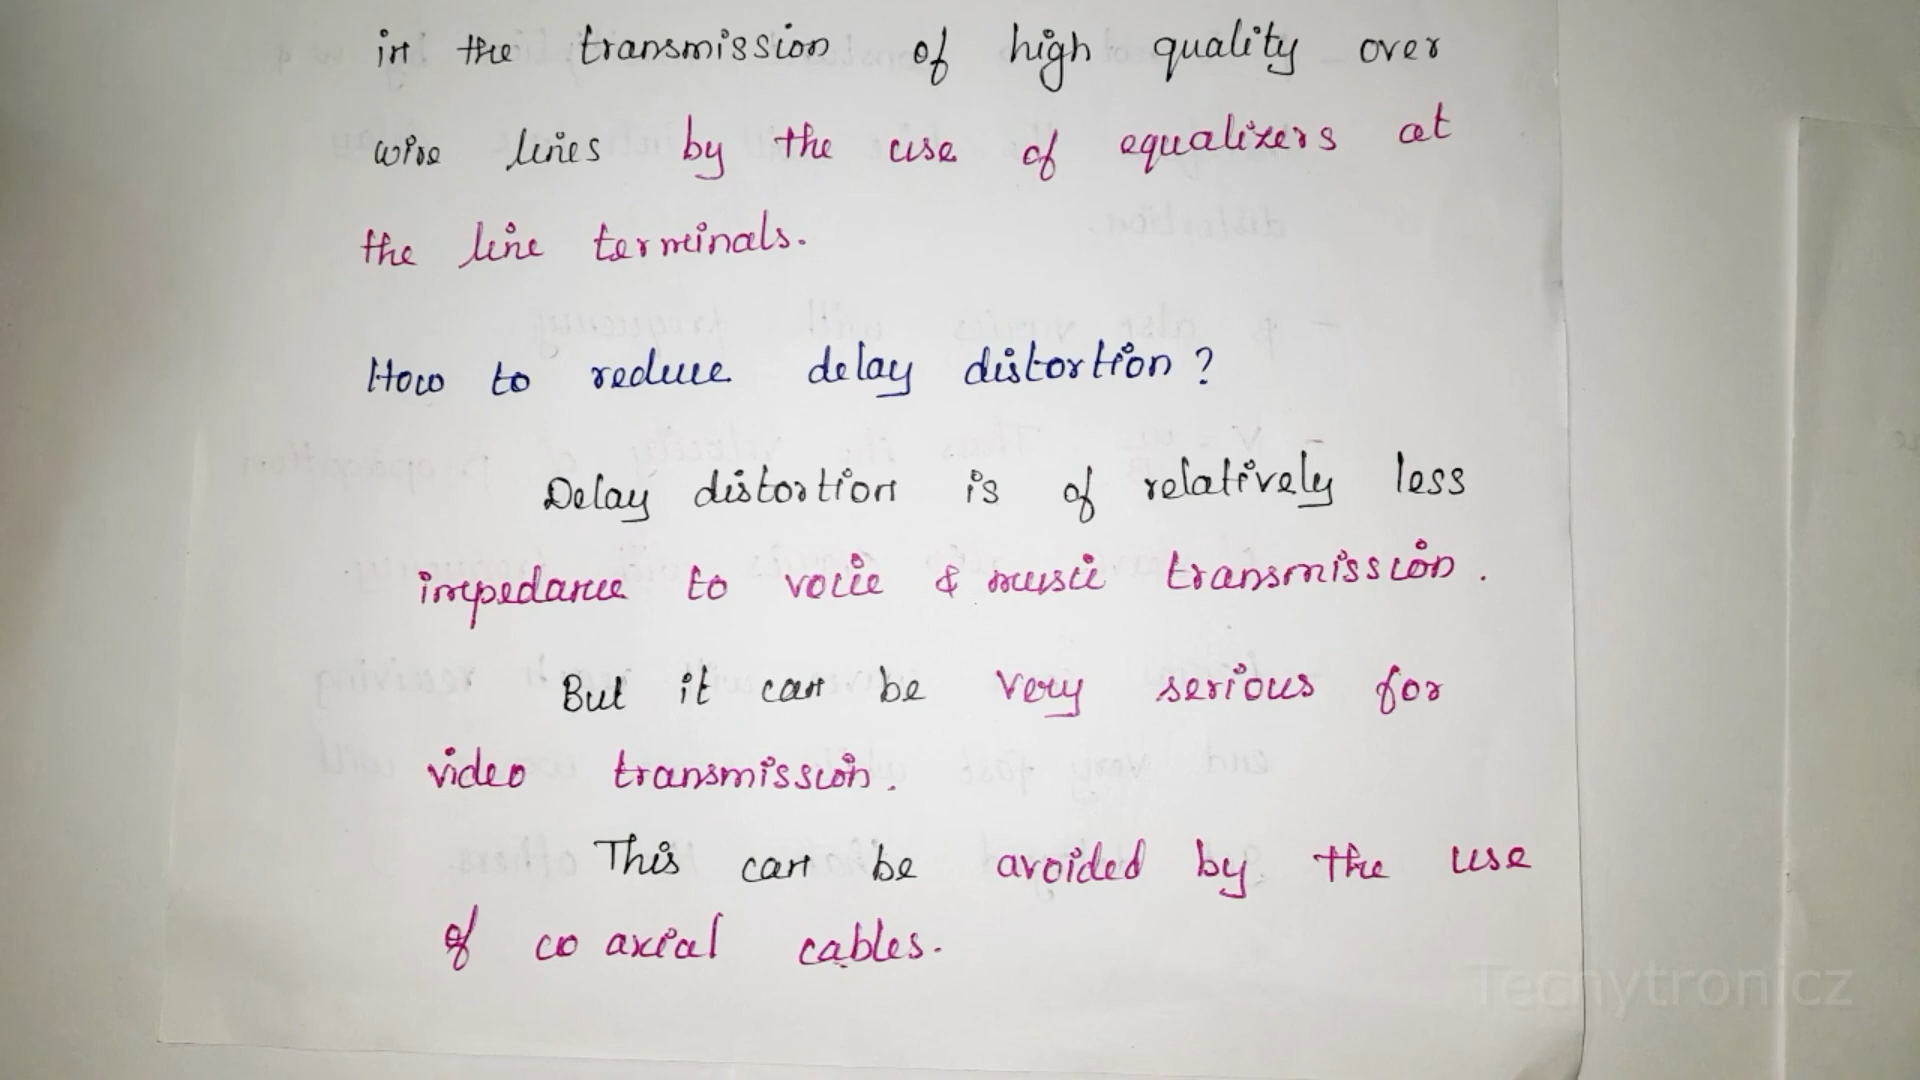 in the transmission of high quality over
wire lines by the use of equalizers at
the line terminals.
How to reduce delay distortion?
Delay distortion is of relatively less
impedance to voice & music transmission.
But it can be very serious for
video transmission.
This can be avoided by the use
of co axial cables.
Tecnytronicz